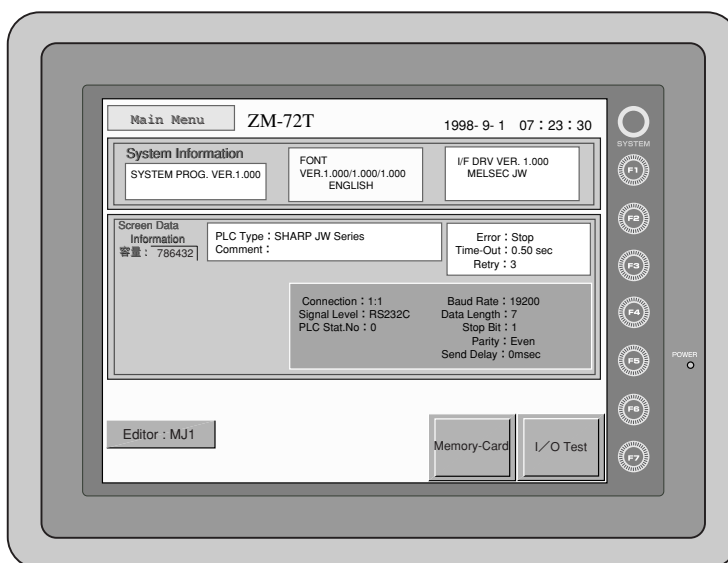 Main Menu
ZM-72T
1998- 9- 1 07：23：30
System Information
SYSTEM PROG. VER.1.000
FONT
VER.1.000/1.000/1.000
ENGLISH
I/F DRV VER. 1.000
MELSEC JW
Screen Data
Information
容量： 786432
PLC Type：SHARP JW Series
Comment：
Error：Stop
Time-Out：0.50 sec
Retry：3
Connection：1:1
Signal Level：RS232C
PLC Stat.No：0
Baud Rate：19200
Data Length：7
Stop Bit：1
Parity：Even
Send Delay：0msec
Editor : MJ1
Memory-Card
I／O Test
SYSTEM
F1
F2
F3
F4
F5
F6
F7
POWER